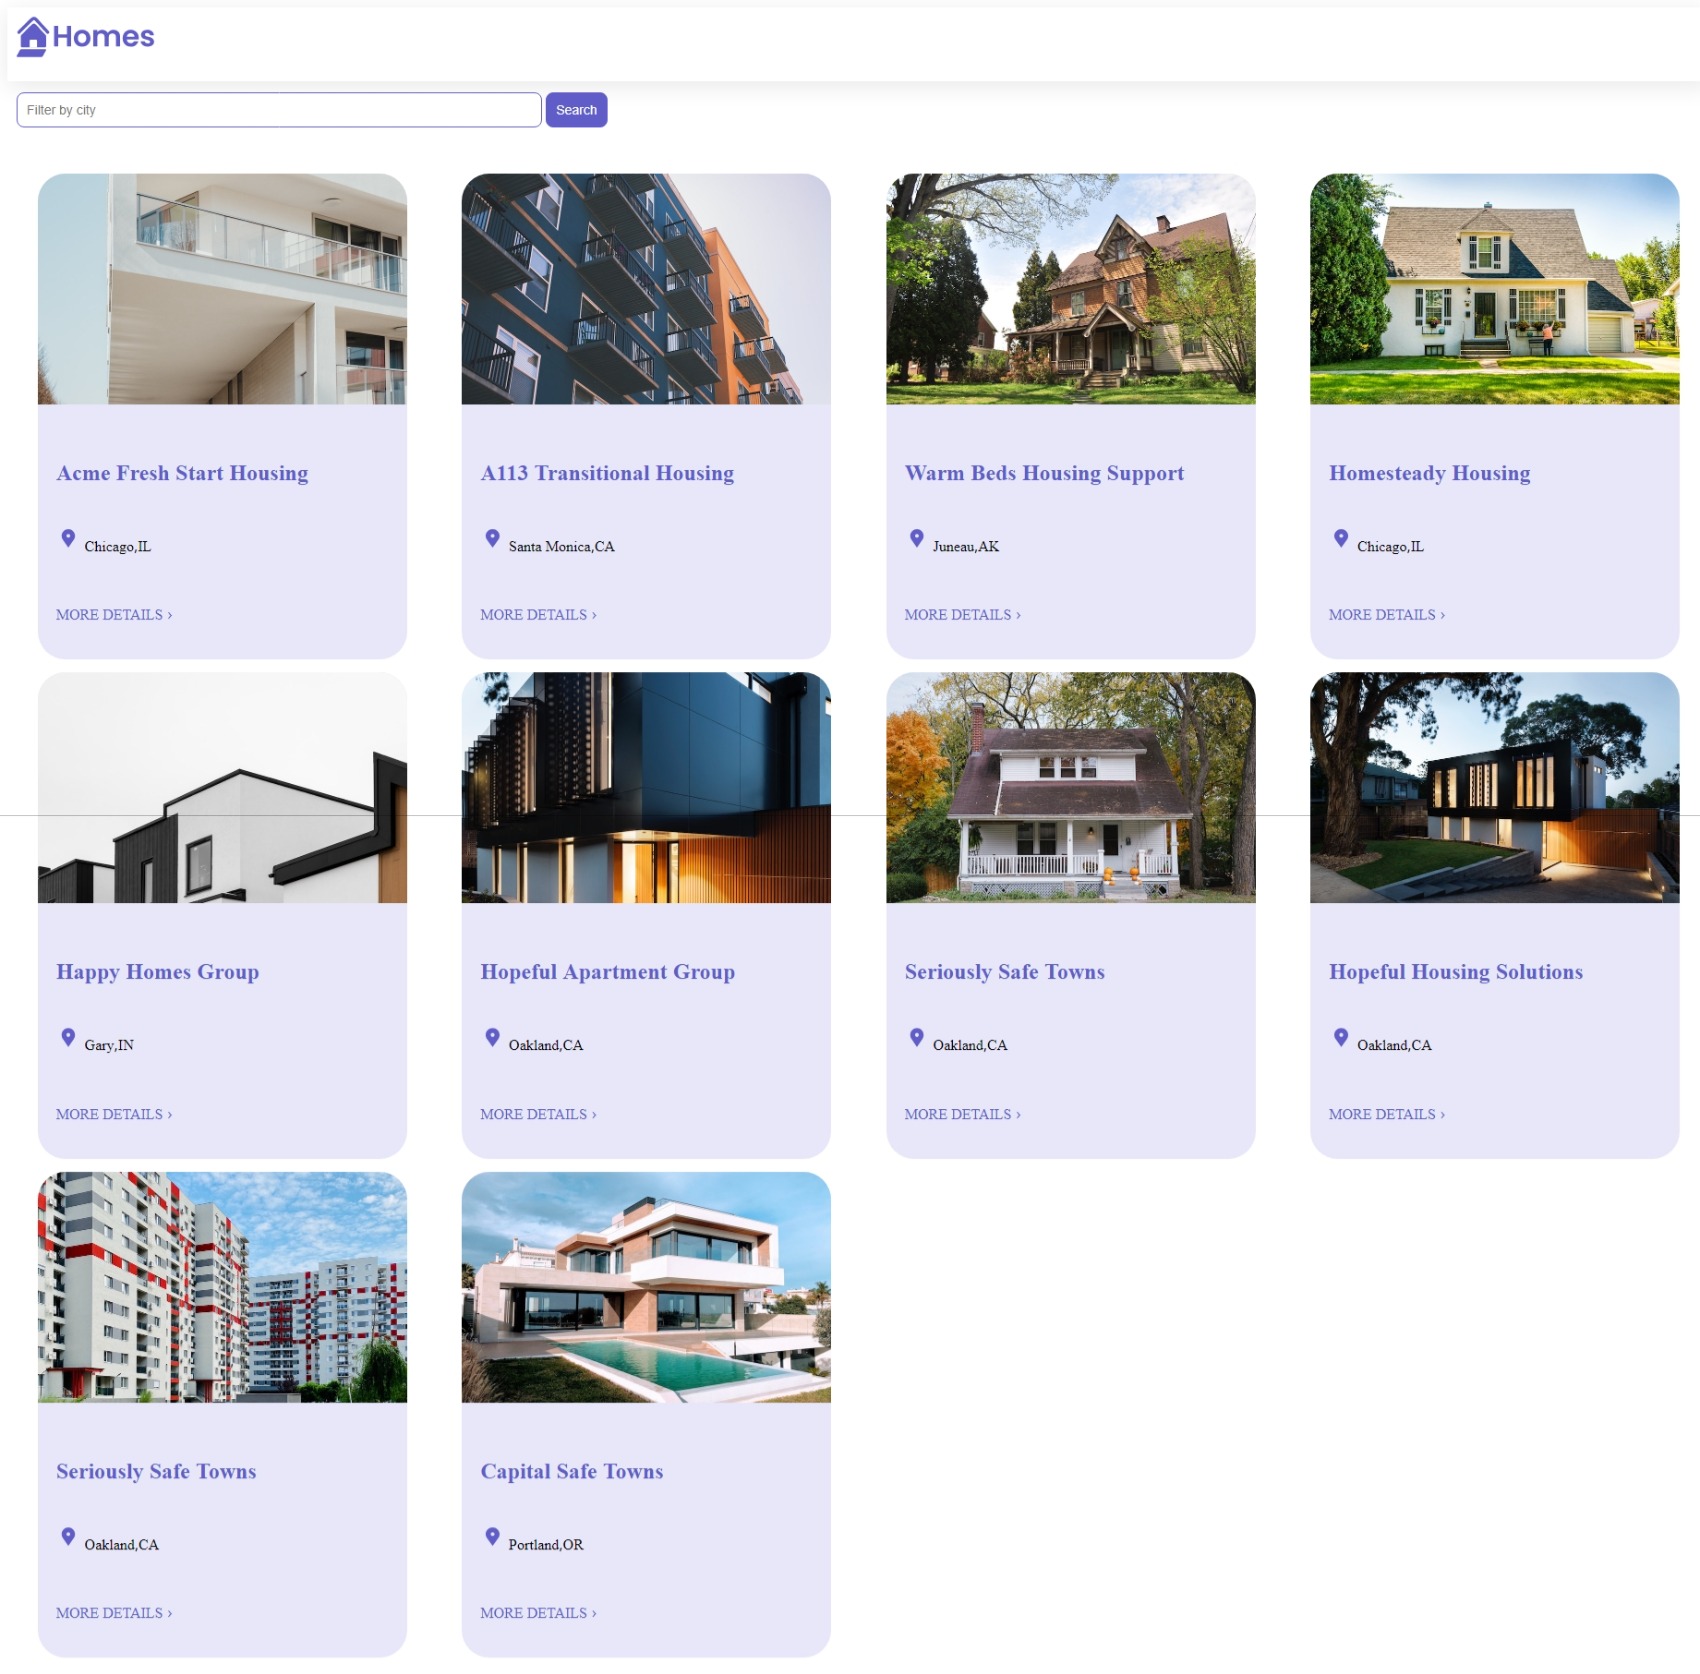 Homes
Filter by city
Search
Acme Fresh Start Housing
Chicago,IL
MORE DETAILS ›
A113 Transitional Housing
Santa Monica,CA
MORE DETAILS ›
Warm Beds Housing Support
Juneau,AK
MORE DETAILS ›
Homesteady Housing
Chicago,IL
MORE DETAILS ›
Happy Homes Group
Gary,IN
MORE DETAILS ›
Hopeful Apartment Group
Oakland,CA
MORE DETAILS ›
Seriously Safe Towns
Oakland,CA
MORE DETAILS ›
Hopeful Housing Solutions
Oakland,CA
MORE DETAILS ›
Seriously Safe Towns
Oakland,CA
MORE DETAILS ›
Capital Safe Towns
Portland,OR
MORE DETAILS ›